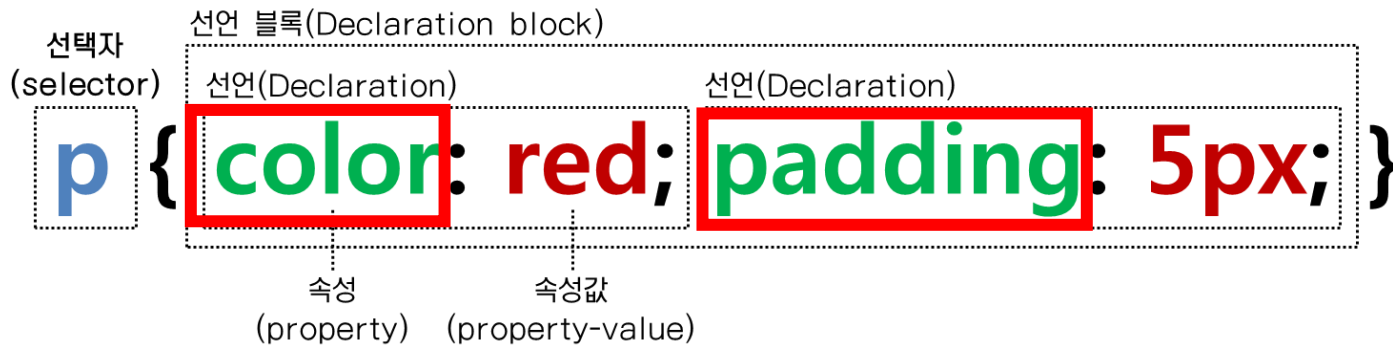 선언 블록(Declaration block)
선택자
(selector)
선언(Declaration) 선언(Declaration)
p { color: red; padding: 5px; }
속성 속성값
(property) (property-value)